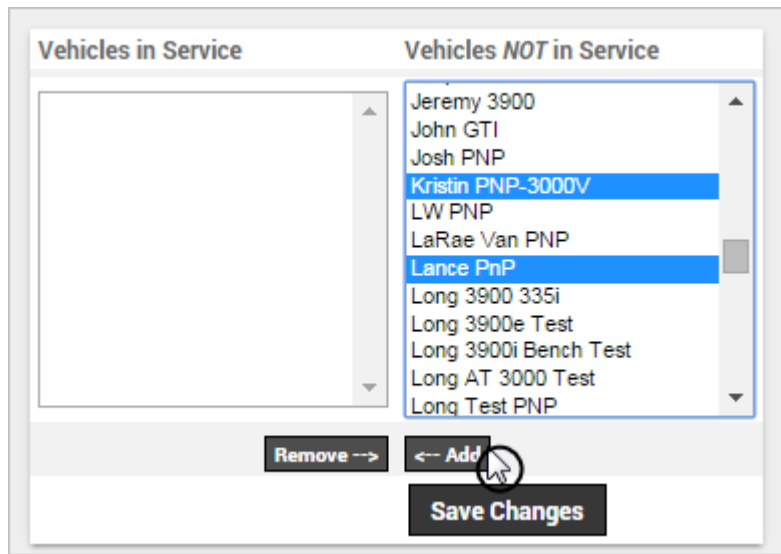 Vehicles in Service
Vehicles NOT in Service
Jeremy 3900
John GTI
Josh PNP
Kristin PNP-3000V
LW PNP
LaRae Van PNP
Lance PnP
Long 3900 335i
Long 3900e Test
Long 3900i Bench Test
Long AT 3000 Test
Long Test PNP
Remove -->
<-- Add
Save Changes